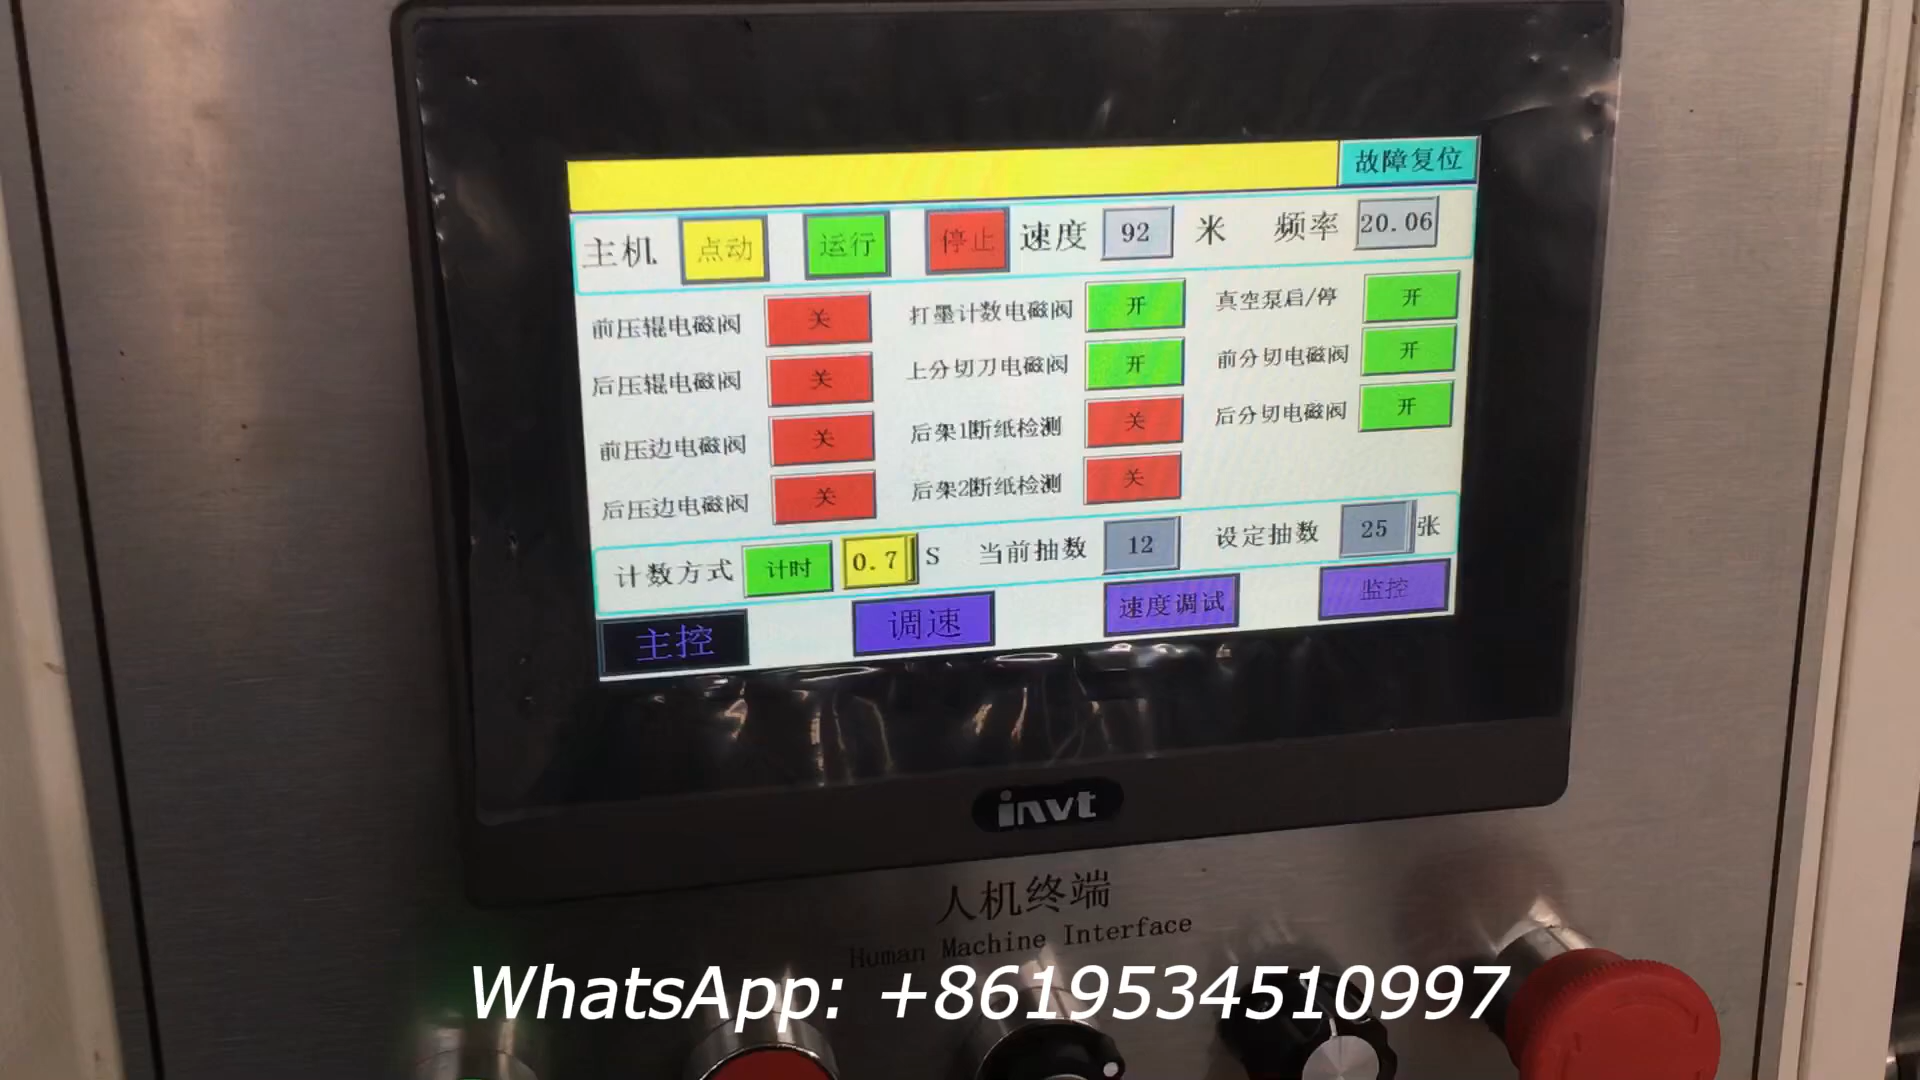 故障复位
主机 点动 运行 停止 速度 92 米 频率 20.06
前压辊电磁阀 关 打墨计数电磁阀 开 真空泵启/停 开
后压辊电磁阀 关 上分切刀电磁阀 开 前分切电磁阀 开
前压边电磁阀 关 后架1断纸检测 关 后分切电磁阀 开
后压边电磁阀 关 后架2断纸检测 关
计数方式 计时 0.7 S 当前抽数 12 设定抽数 25 张
主控 调速 速度调试 监控
invt
人机终端
Human Machine Interface
WhatsApp: +8619534510997